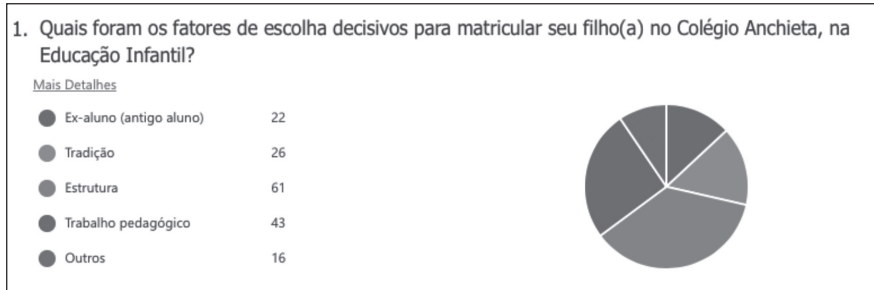 1. Quais foram os fatores de escolha decisivos para matricular seu filho(a) no Colégio Anchieta, na
Educação Infantil?
Mais Detalhes
Ex-aluno (antigo aluno) 22
Tradição 26
Estrutura 61
Trabalho pedagógico 43
Outros 16